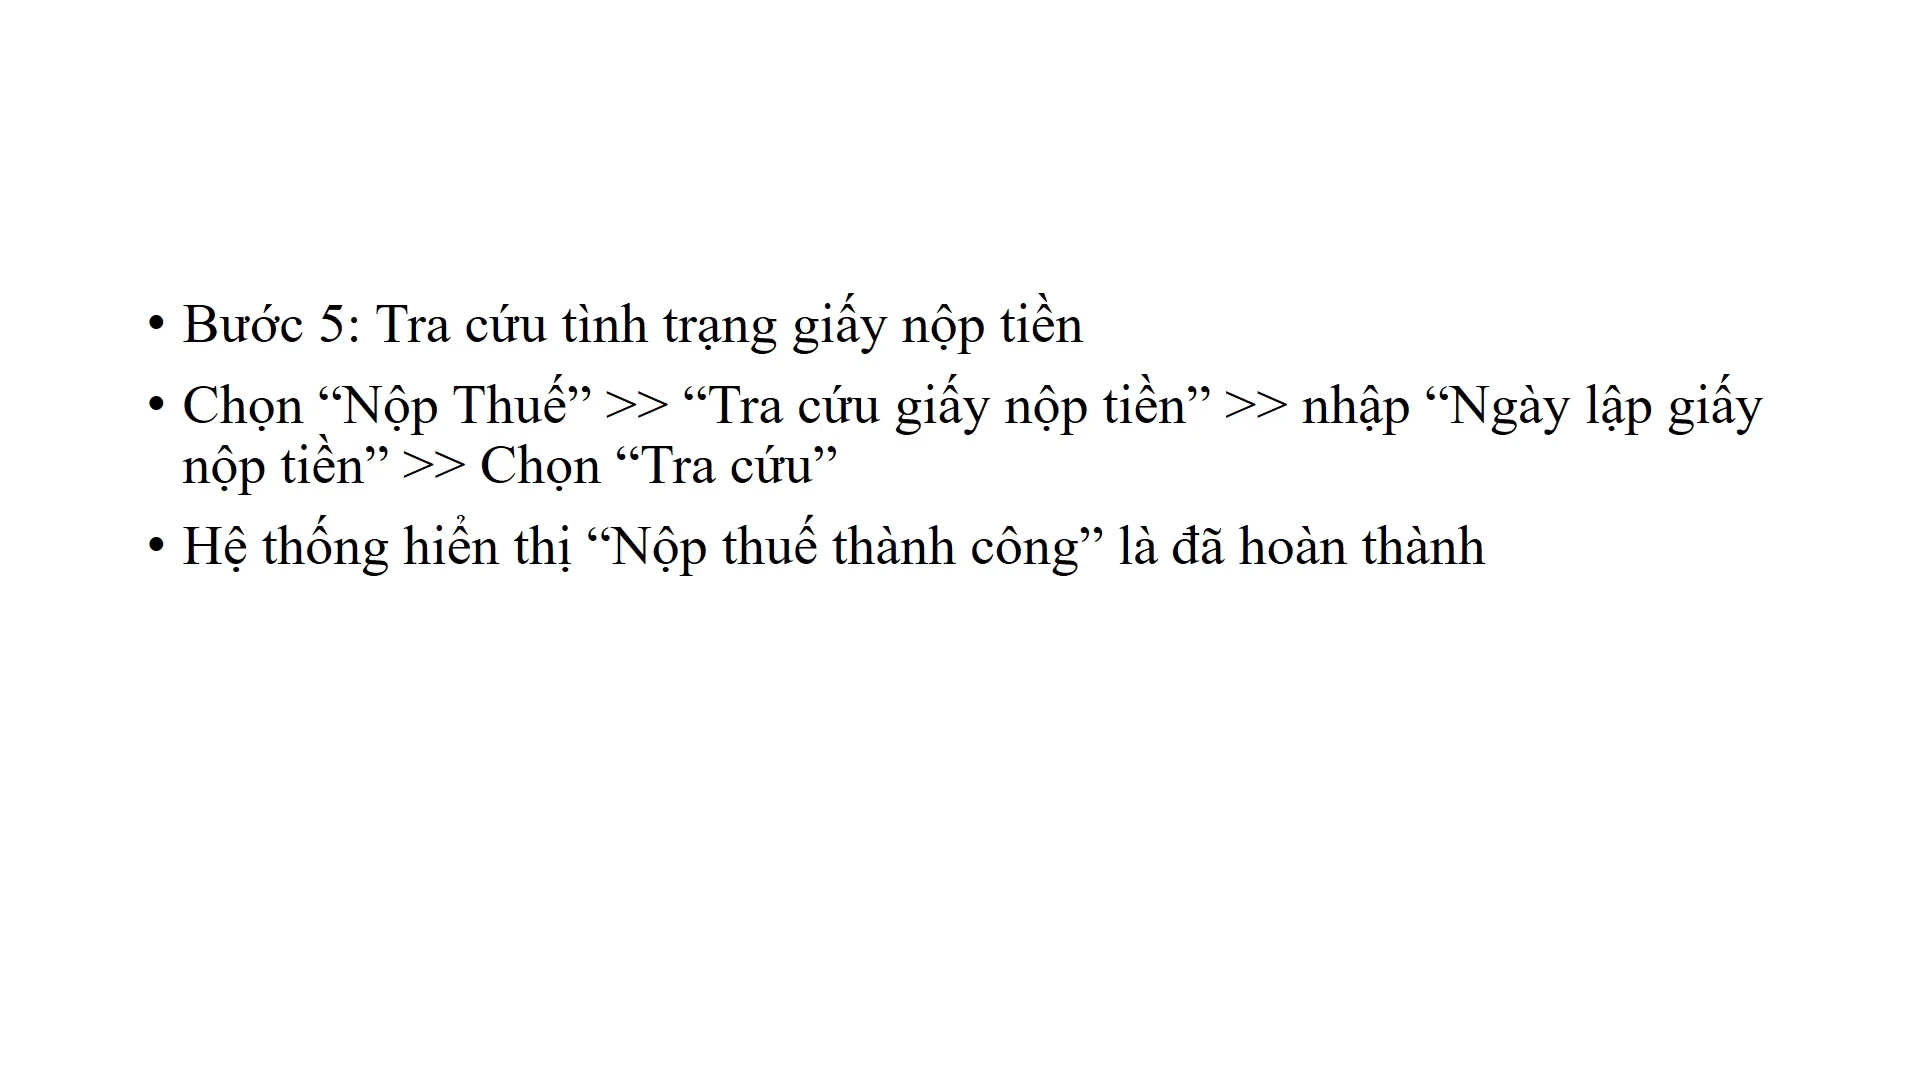 • Bước 5: Tra cứu tình trạng giấy nộp tiền
• Chọn “Nộp Thuế” >> “Tra cứu giấy nộp tiền” >> nhập “Ngày lập giấy
nộp tiền” >> Chọn “Tra cứu”
• Hệ thống hiển thị “Nộp thuế thành công” là đã hoàn thành